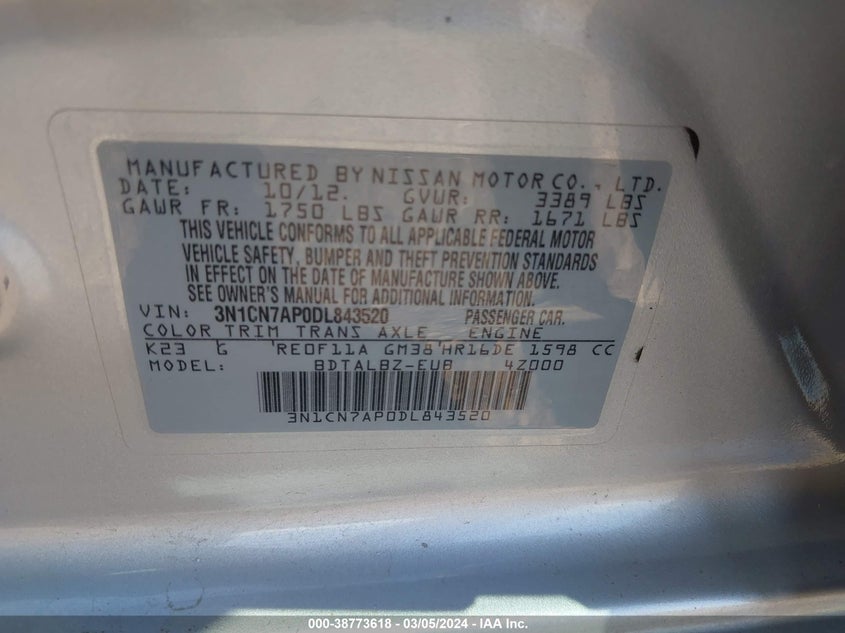 MANUFACTURED BY NISSAN MOTOR CO., LTD.
DATE: 10/12. GVWR: 3389 LBS
GAWR FR: 1750 LBS GAWR RR: 1671 LBS
THIS VEHICLE CONFORMS TO ALL APPLICABLE FEDERAL MOTOR
VEHICLE SAFETY, BUMPER AND THEFT PREVENTION STANDARDS
IN EFFECT ON THE DATE OF MANUFACTURE SHOWN ABOVE.
SEE OWNER'S MANUAL FOR ADDITIONAL INFORMATION.
VIN: 3N1CN7AP0DL843520 PASSENGER CAR.
COLOR TRIM TRANS AXLE ENGINE
K23 G RE0F11A GM38 HR16DE 1598 CC
MODEL: BDTALBZ-EUB 4Z000
3N1CN7AP0DL843520
000-38773618 - 03/05/2024 - IAA Inc.